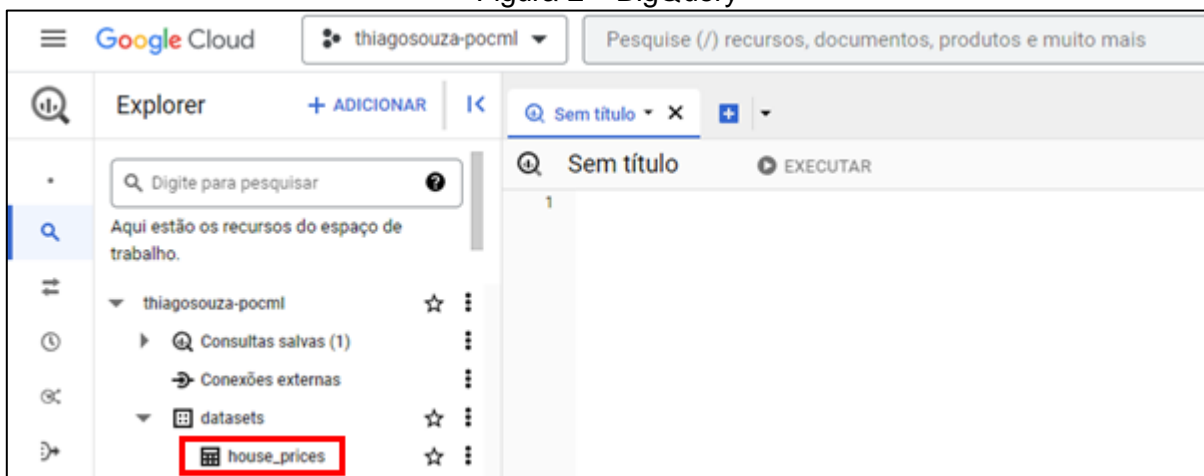 Google Cloud
thiagosouza-pocml
Pesquise (/) recursos, documentos, produtos e muito mais
Explorer
+ ADICIONAR
Sem título
Digite para pesquisar
Aqui estão os recursos do espaço de
trabalho.
thiagosouza-pocml
Consultas salvas (1)
Conexões externas
datasets
house_prices
Sem título
EXECUTAR
1